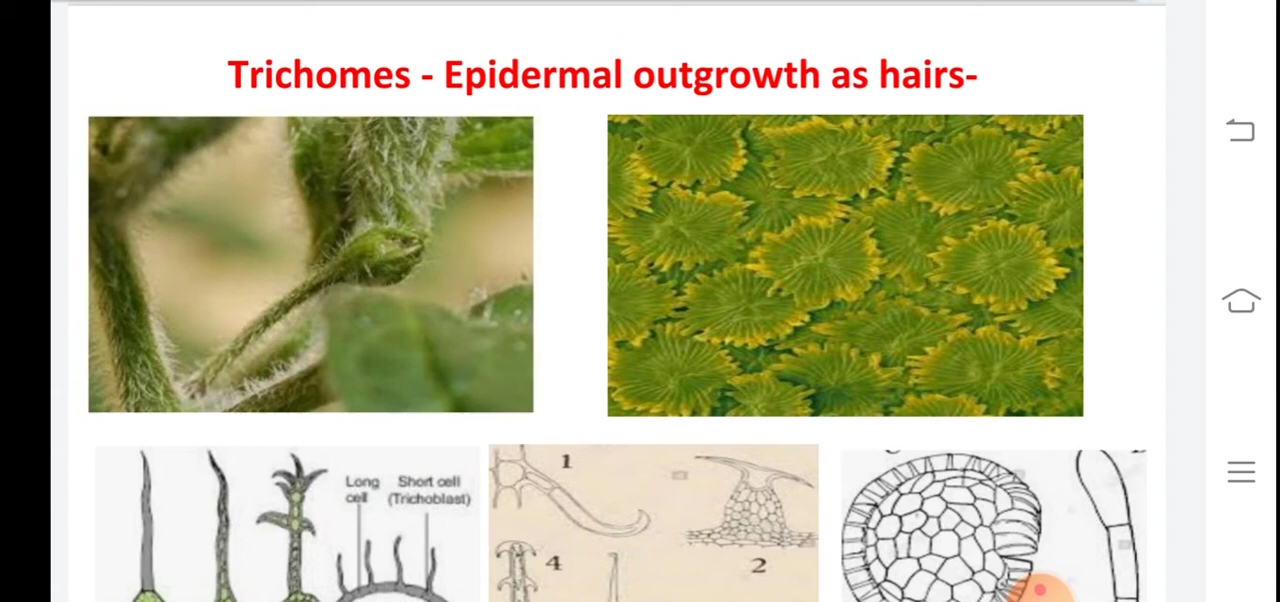 Trichomes - Epidermal outgrowth as hairs-
Long Short cell
cell (Trichoblast)
1
4
2